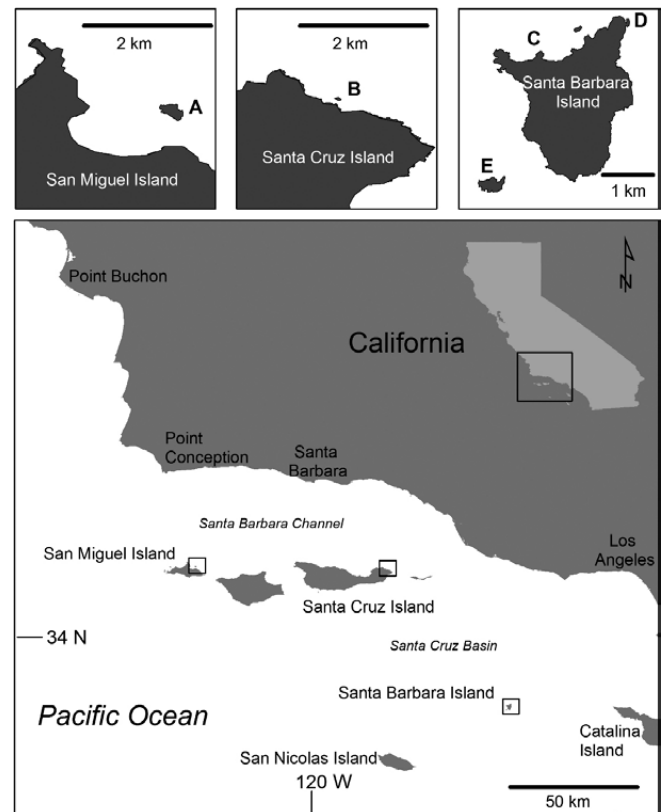 2 km
A
San Miguel Island
2 km
B
Santa Cruz Island
C
D
Santa Barbara
Island
E
1 km
Point Buchon
N
California
Point
Conception
Santa
Barbara
Santa Barbara Channel
San Miguel Island
Los
Angeles
Santa Cruz Island
34 N
Santa Cruz Basin
Santa Barbara Island
Pacific Ocean
Catalina
Island
San Nicolas Island
120 W
50 km